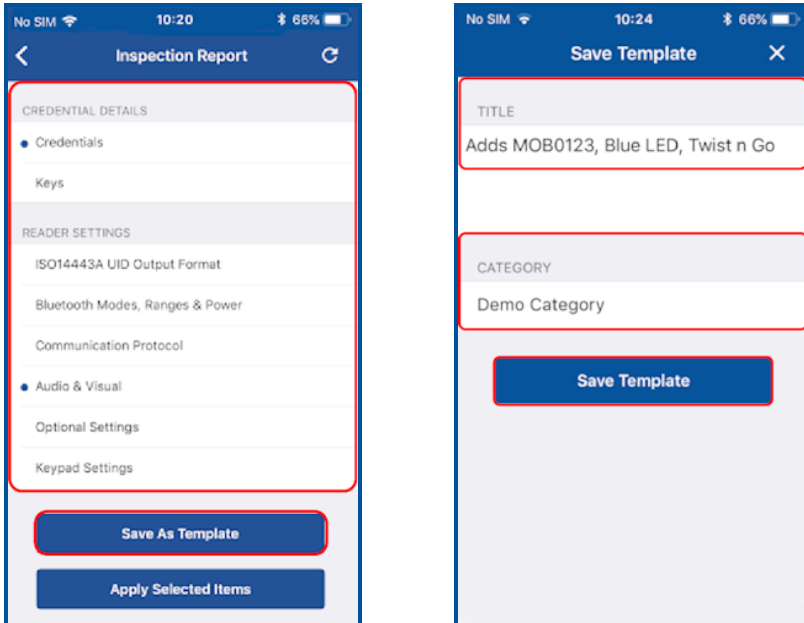 No SIM 10:20 66%
Inspection Report
CREDENTIAL DETAILS
Credentials
Keys
READER SETTINGS
ISO14443A UID Output Format
Bluetooth Modes, Ranges & Power
Communication Protocol
Audio & Visual
Optional Settings
Keypad Settings
Save As Template
Apply Selected Items
No SIM 10:24 66%
Save Template
TITLE
Adds MOB0123, Blue LED, Twist n Go
CATEGORY
Demo Category
Save Template